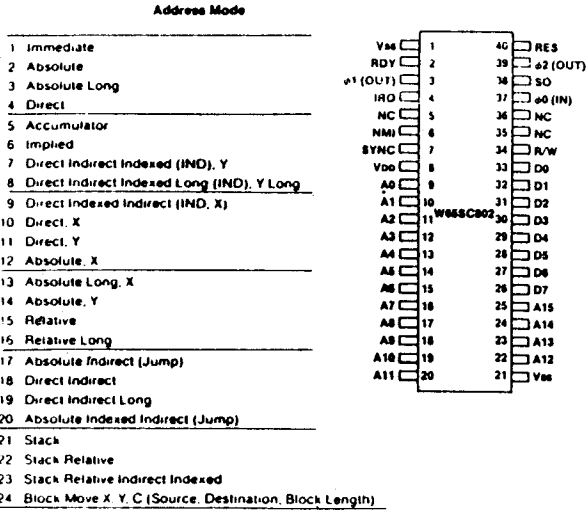 Address Mode
1 Immediate
2 Absolute
3 Absolute Long
4 Direct
5 Accumulator
6 Implied
7 Direct Indirect Indexed (IND), Y
8 Direct Indirect Indexed Long (IND), Y Long
9 Direct Indexed Indirect (IND, X)
10 Direct, X
11 Direct, Y
12 Absolute, X
13 Absolute Long, X
14 Absolute, Y
15 Relative
16 Relative Long
17 Absolute Indirect (Jump)
18 Direct Indirect
19 Direct Indirect Long
20 Absolute Indexed Indirect (Jump)
21 Stack
22 Stack Relative
23 Stack Relative Indirect Indexed
24 Block Move X, Y, C (Source, Destination, Block Length)
Vss 1 40 RES
RDY 2 39 ø2 (OUT)
ø1 (OUT) 3 38 SO
IRQ 4 37 ø0 (IN)
NC 5 36 NC
NMI 6 35 NC
SYNC 7 34 R/W
VDD 8 33 D0
A0 9 32 D1
A1 10 31 D2
A2 11 W65SC802 30 D3
A3 12 29 D4
A4 13 28 D5
A5 14 27 D6
A6 15 26 D7
A7 16 25 A15
A8 17 24 A14
A9 18 23 A13
A10 19 22 A12
A11 20 21 Vss